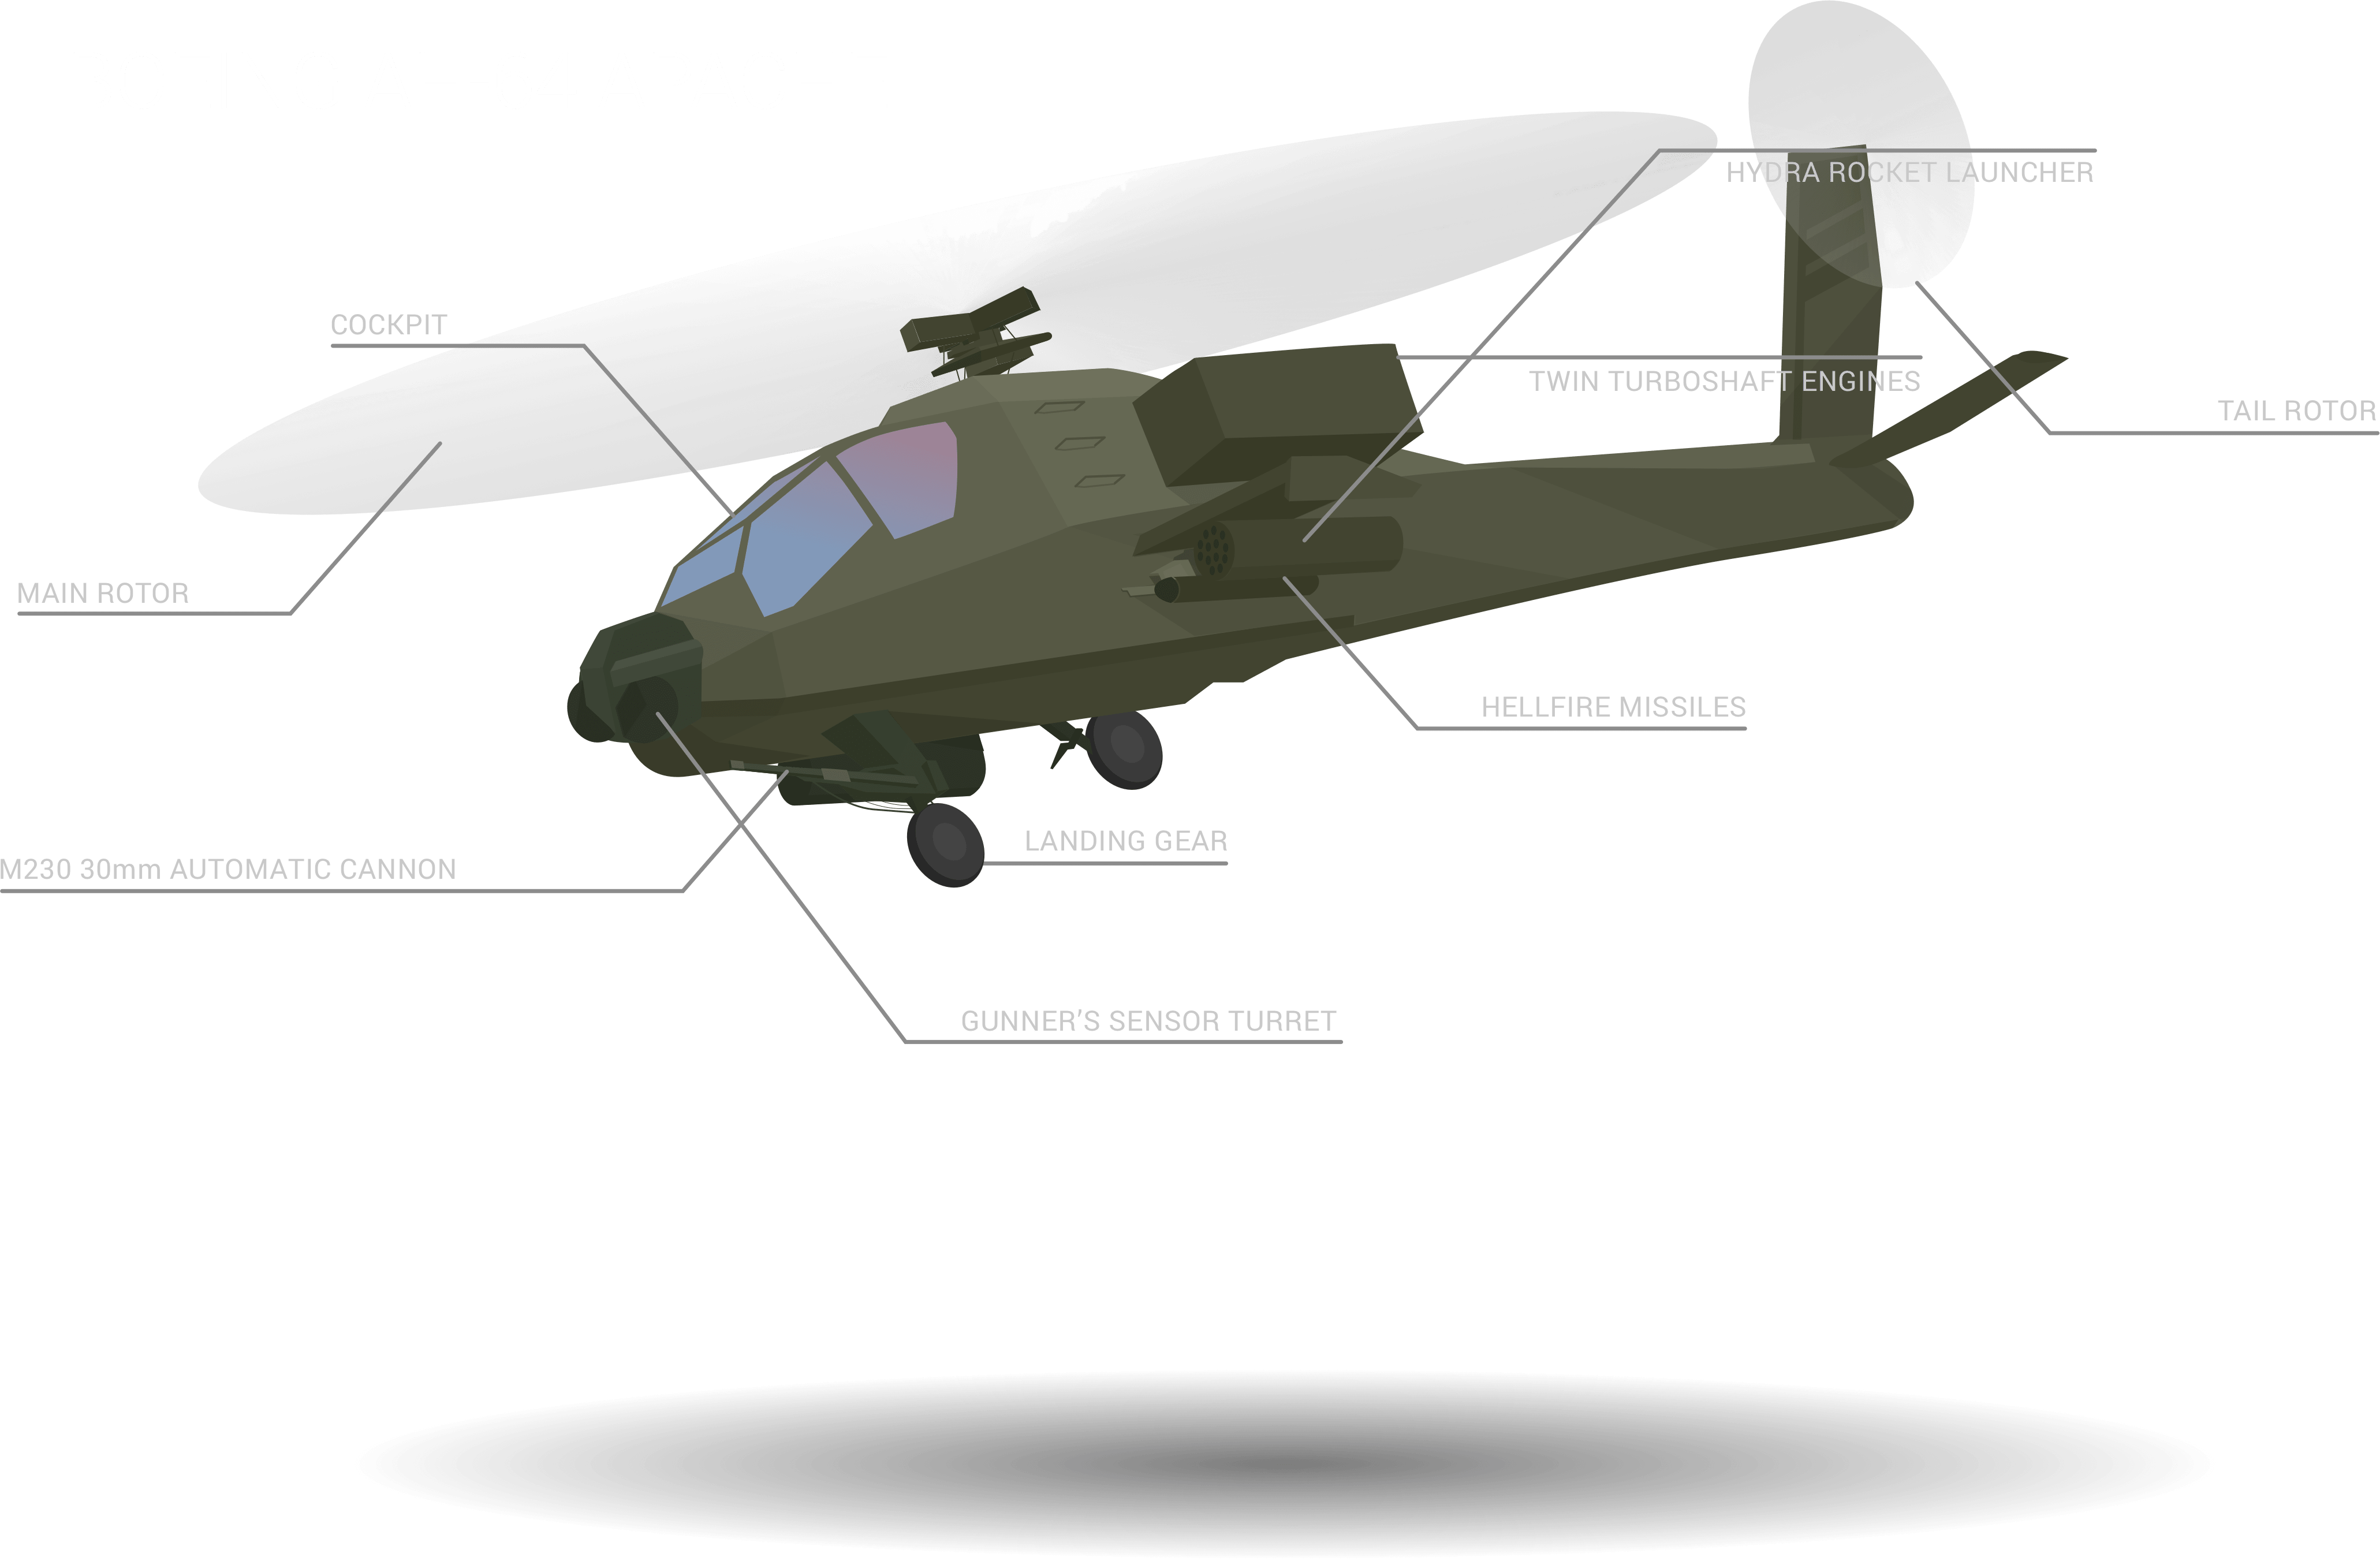 HYDRA ROCKET LAUNCHER
COCKPIT
TWIN TURBOSHAFT ENGINES
TAIL ROTOR
MAIN ROTOR
HELLFIRE MISSILES
LANDING GEAR
M230 30mm AUTOMATIC CANNON
GUNNER’S SENSOR TURRET